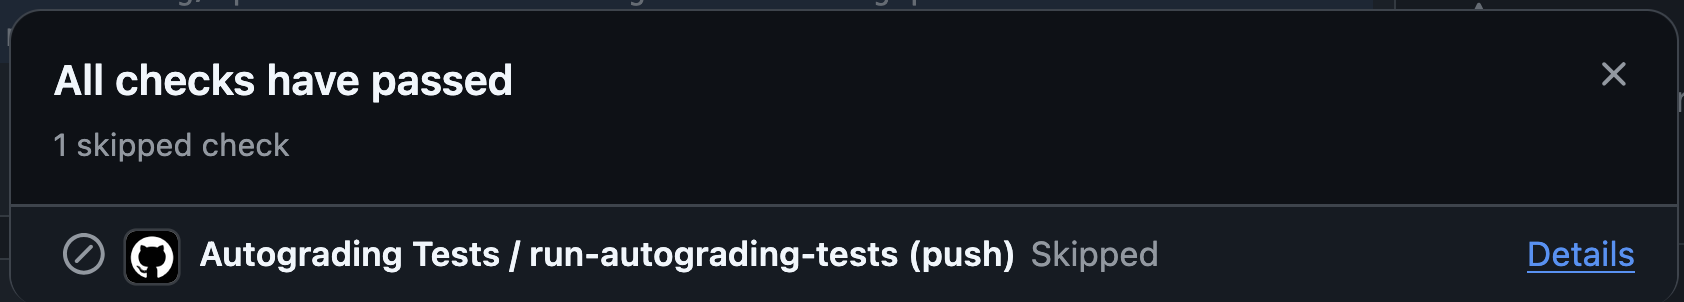 All checks have passed
1 skipped check
Autograding Tests / run-autograding-tests (push) Skipped Details